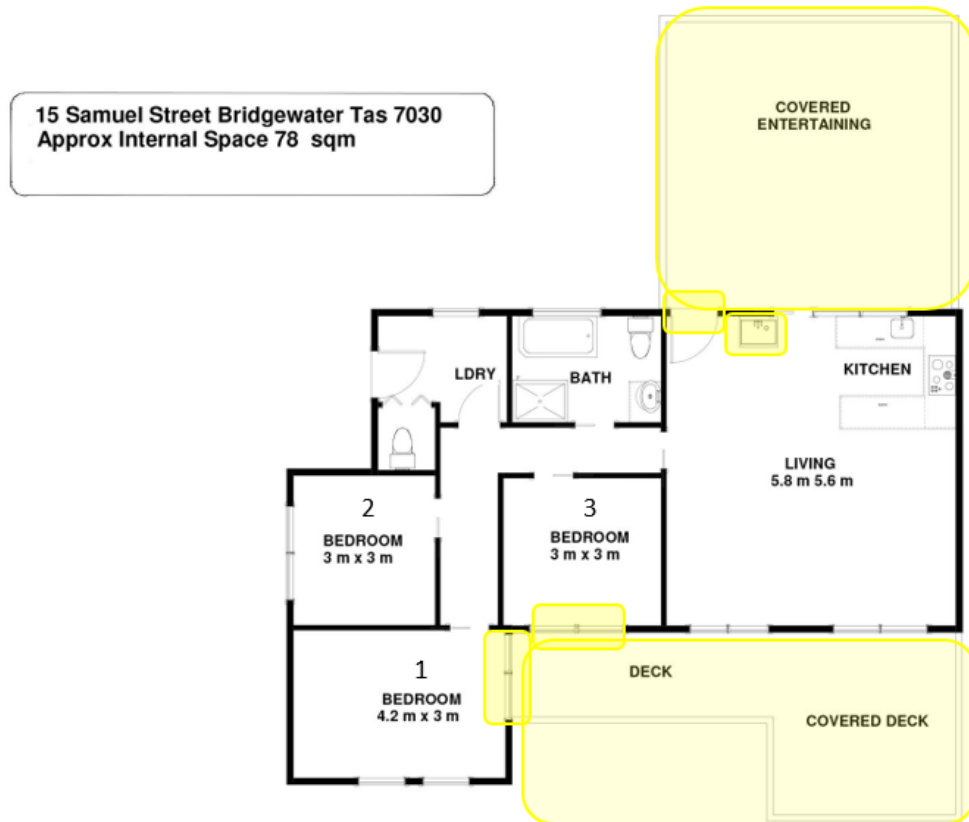 15 Samuel Street Bridgewater Tas 7030
Approx Internal Space 78 sqm
COVERED
ENTERTAINING
LDRY
BATH
KITCHEN
LIVING
5.8 m 5.6 m
2
BEDROOM
3 m x 3 m
3
BEDROOM
3 m x 3 m
1
BEDROOM
4.2 m x 3 m
DECK
COVERED DECK